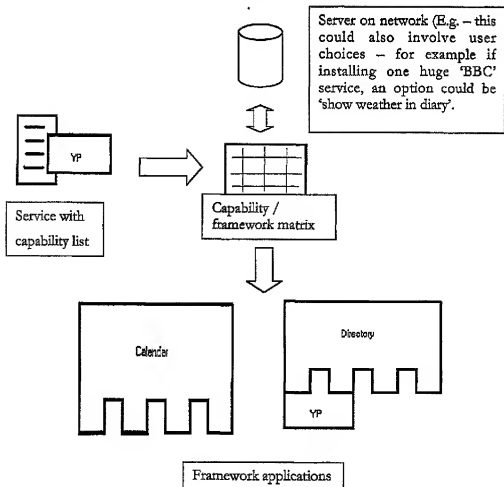 Server on network (E.g. – this
could also involve user
choices – for example if
installing one huge 'BBC'
service, an option could be
'show weather in diary'.
YP
Service with
capability list
Capability /
framework matrix
Calender
Directory
YP
Framework applications